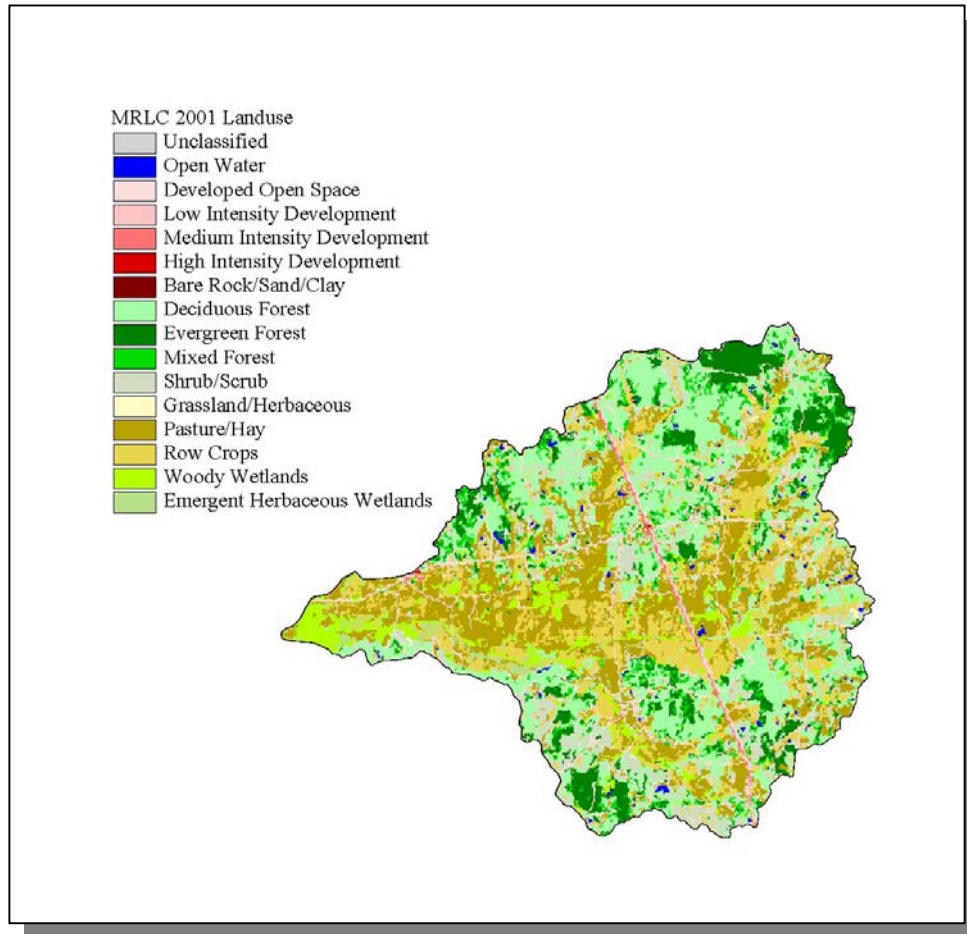 MRLC 2001 Landuse
Unclassified
Open Water
Developed Open Space
Low Intensity Development
Medium Intensity Development
High Intensity Development
Bare Rock/Sand/Clay
Deciduous Forest
Evergreen Forest
Mixed Forest
Shrub/Scrub
Grassland/Herbaceous
Pasture/Hay
Row Crops
Woody Wetlands
Emergent Herbaceous Wetlands